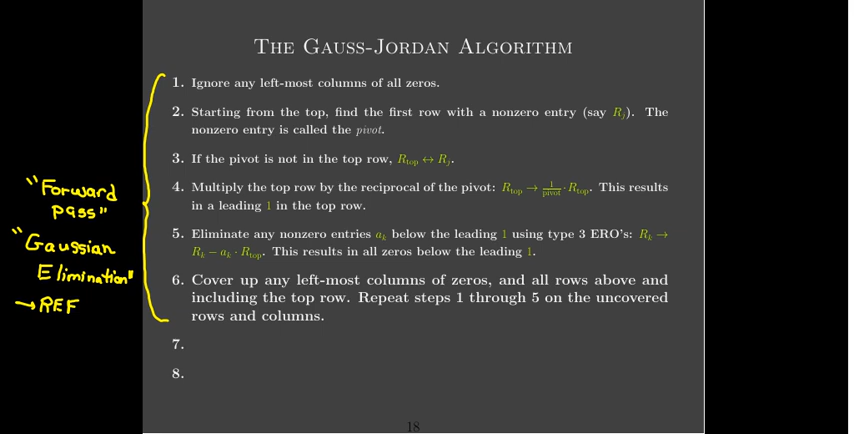 THE GAUSS-JORDAN ALGORITHM
1. Ignore any left-most columns of all zeros.
2. Starting from the top, find the first row with a nonzero entry (say R_j). The
nonzero entry is called the pivot.
3. If the pivot is not in the top row, R_top ↔ R_j.
4. Multiply the top row by the reciprocal of the pivot: R_top → 1/pivot · R_top. This results
in a leading 1 in the top row.
5. Eliminate any nonzero entries a_k below the leading 1 using type 3 ERO's: R_k →
R_k − a_k · R_top. This results in all zeros below the leading 1.
6. Cover up any left-most columns of zeros, and all rows above and
including the top row. Repeat steps 1 through 5 on the uncovered
rows and columns.
7.
8.
18
"Forward
pass"
"Gaussian
Elimination"
→ REF